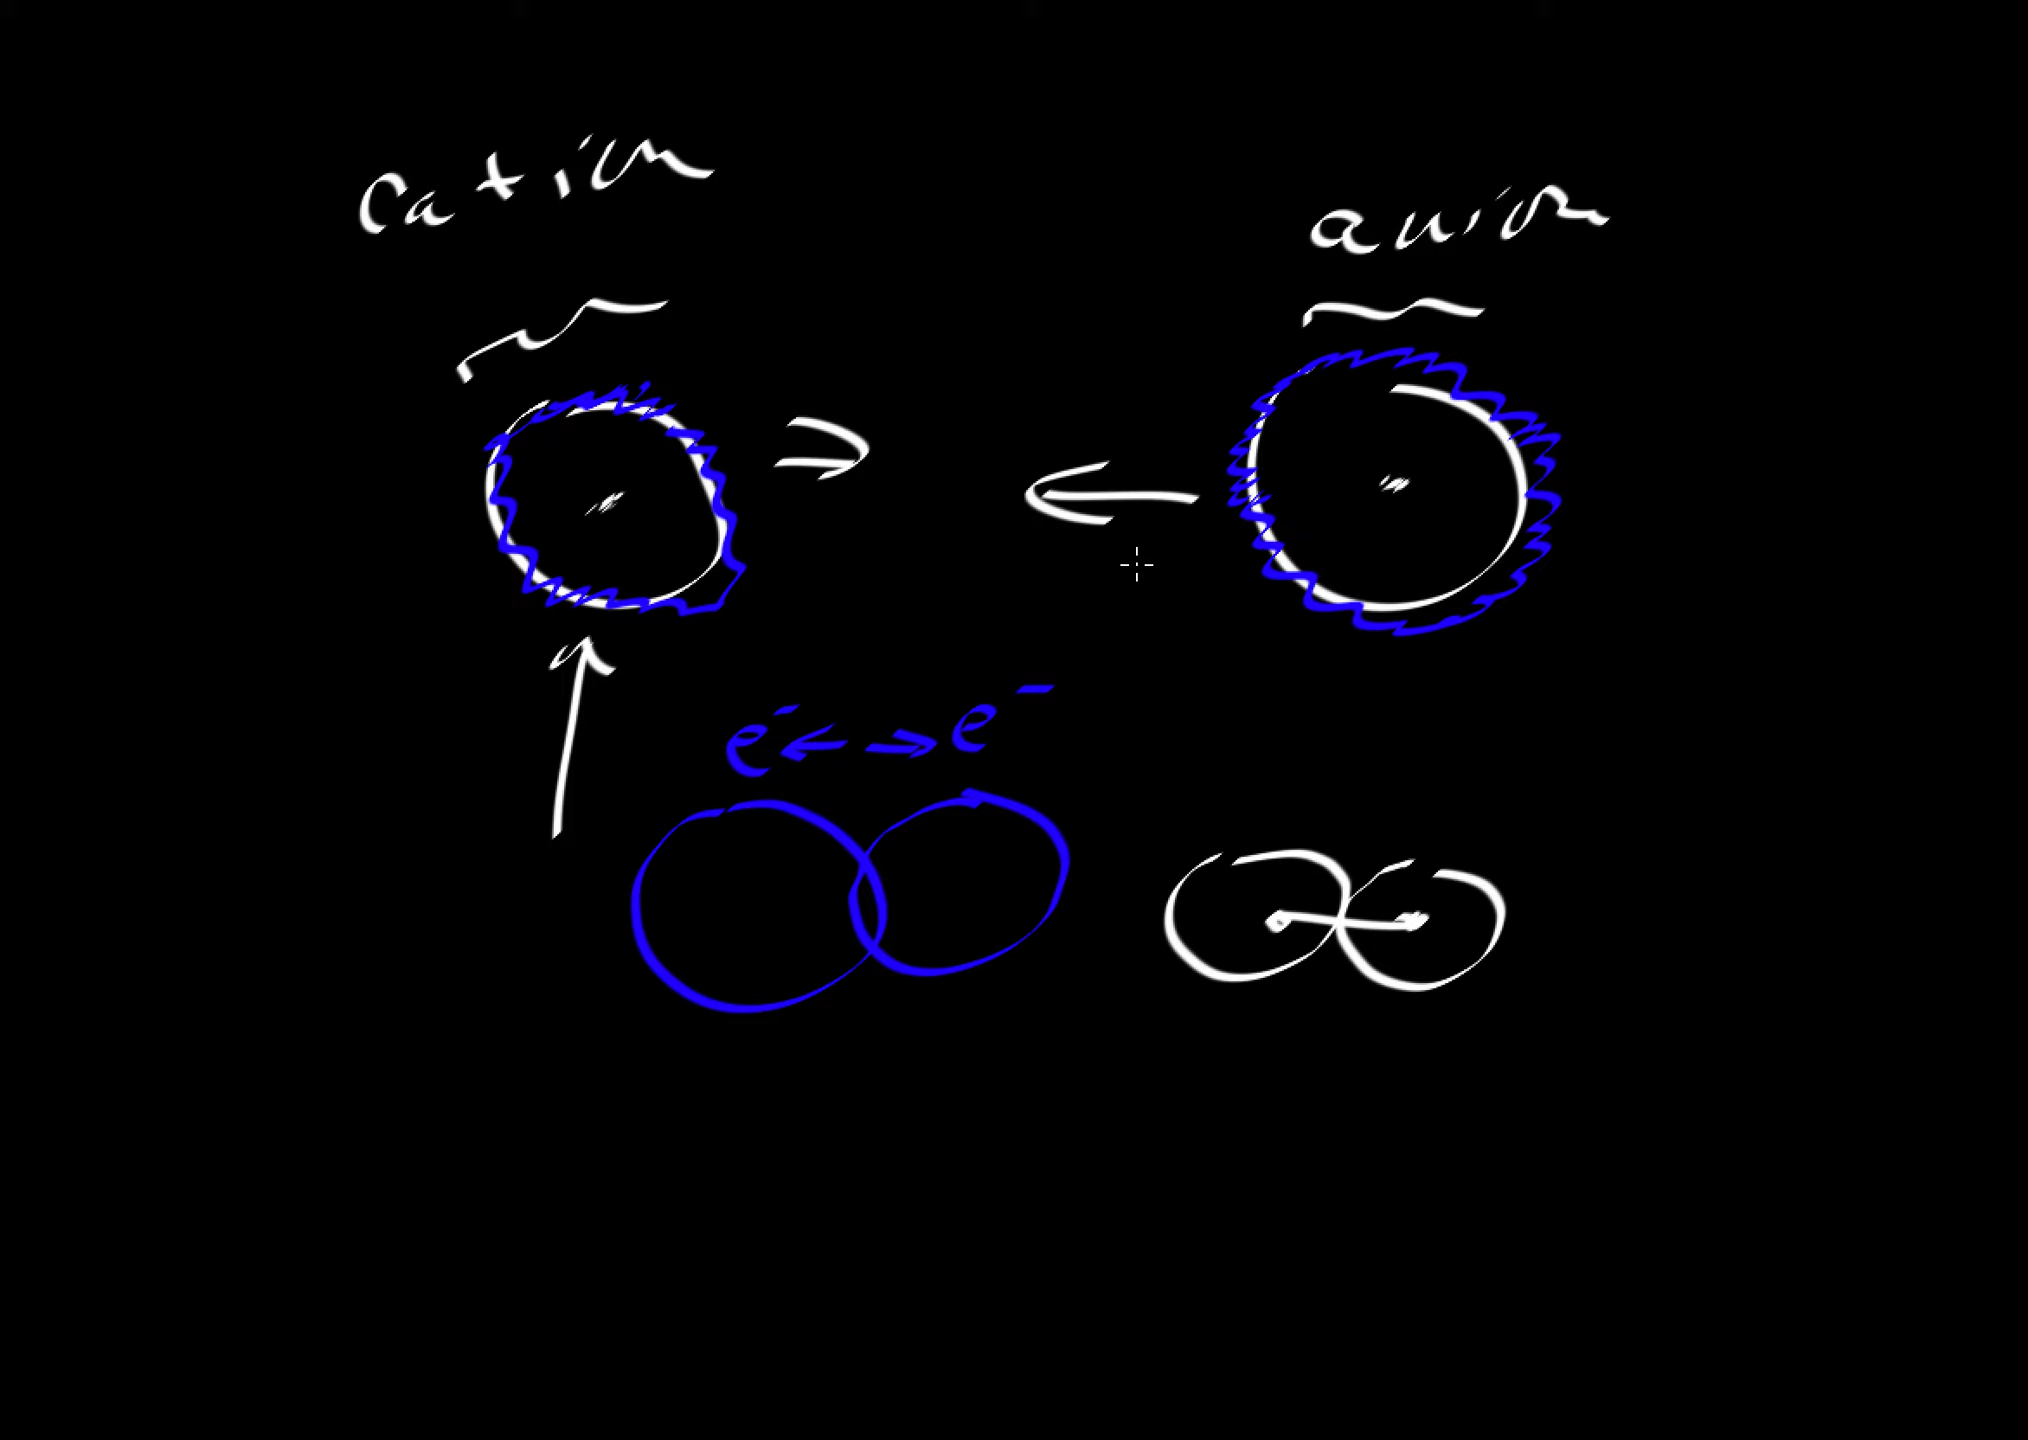 cation
anion
e⁻ ← → e⁻